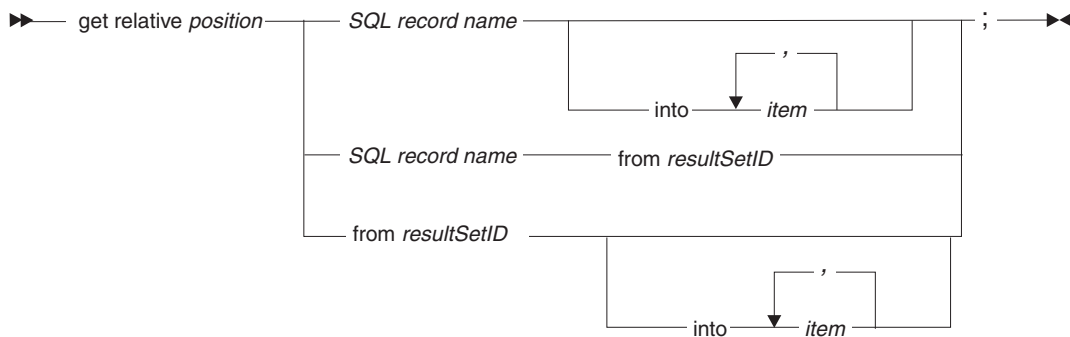 get relative position SQL record name ;
,
into item
SQL record name from resultSetID
from resultSetID
,
into item